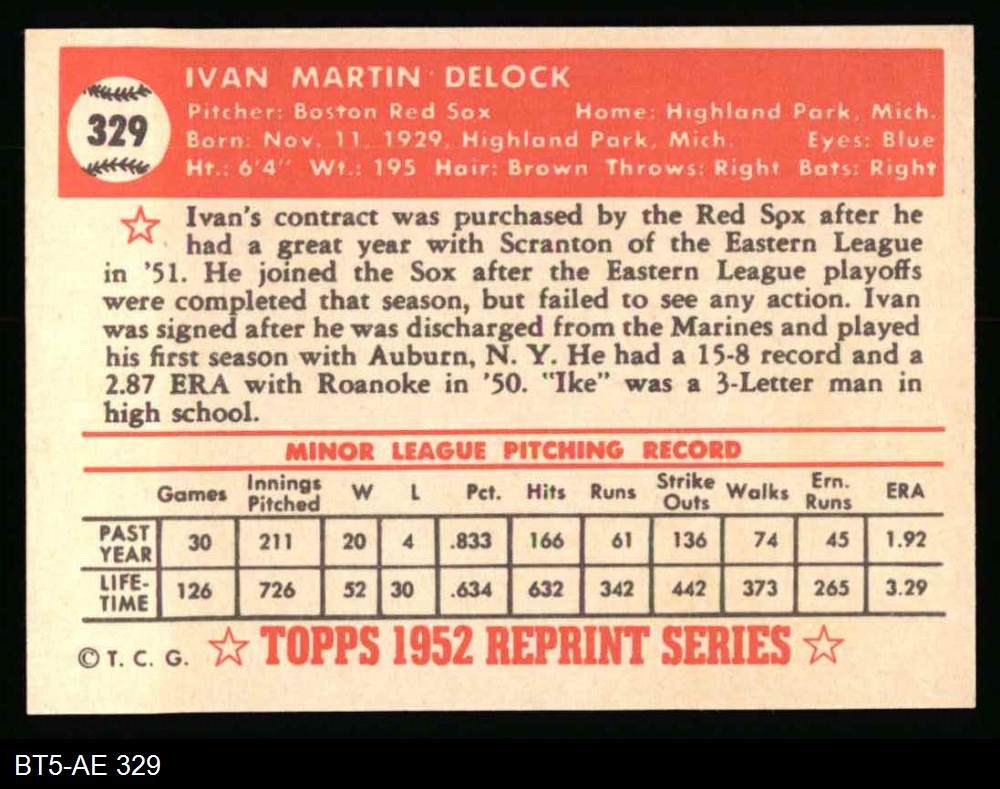 329
IVAN MARTIN DELOCK
Pitcher: Boston Red Sox Home: Highland Park, Mich.
Born: Nov. 11, 1929, Highland Park, Mich. Eyes: Blue
Ht.: 6'4" Wt.: 195 Hair: Brown Throws: Right Bats: Right
Ivan's contract was purchased by the Red Sox after he
had a great year with Scranton of the Eastern League
in '51. He joined the Sox after the Eastern League playoffs
were completed that season, but failed to see any action. Ivan
was signed after he was discharged from the Marines and played
his first season with Auburn, N. Y. He had a 15-8 record and a
2.87 ERA with Roanoke in '50. "Ike" was a 3-Letter man in
high school.
MINOR LEAGUE PITCHING RECORD
Games Innings Pitched W L Pct. Hits Runs Strike Outs Walks Ern. Runs ERA
PAST YEAR 30 211 20 4 .833 166 61 136 74 45 1.92
LIFE-TIME 126 726 52 30 .634 632 342 442 373 265 3.29
© T. C. G. ☆ TOPPS 1952 REPRINT SERIES ☆
BT5-AE 329